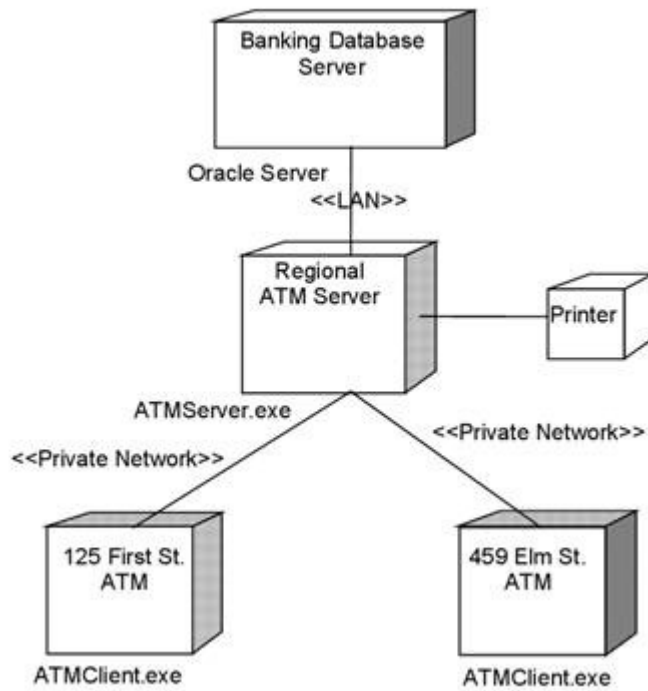 Banking Database
Server
Oracle Server
<<LAN>>
Regional
ATM Server
Printer
ATMServer.exe
<<Private Network>>
<<Private Network>>
125 First St.
ATM
459 Elm St.
ATM
ATMClient.exe
ATMClient.exe